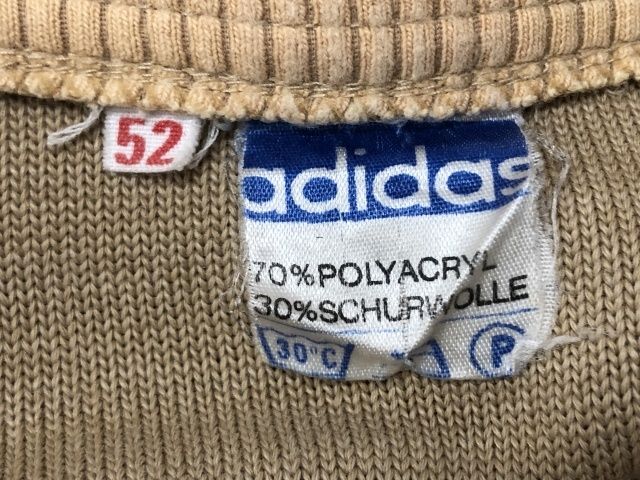 52
adidas
70%POLYACRYL
30%SCHURWOLLE
30°C
P